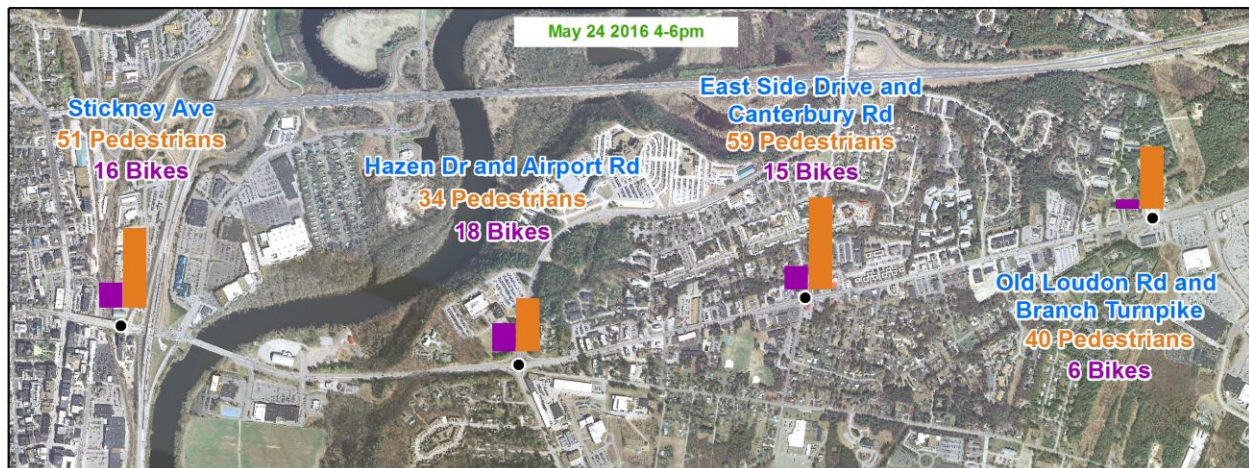 May 24 2016 4-6pm
Stickney Ave
51 Pedestrians
16 Bikes
Hazen Dr and Airport Rd
34 Pedestrians
18 Bikes
East Side Drive and
Canterbury Rd
59 Pedestrians
15 Bikes
Old Loudon Rd and
Branch Turnpike
40 Pedestrians
6 Bikes